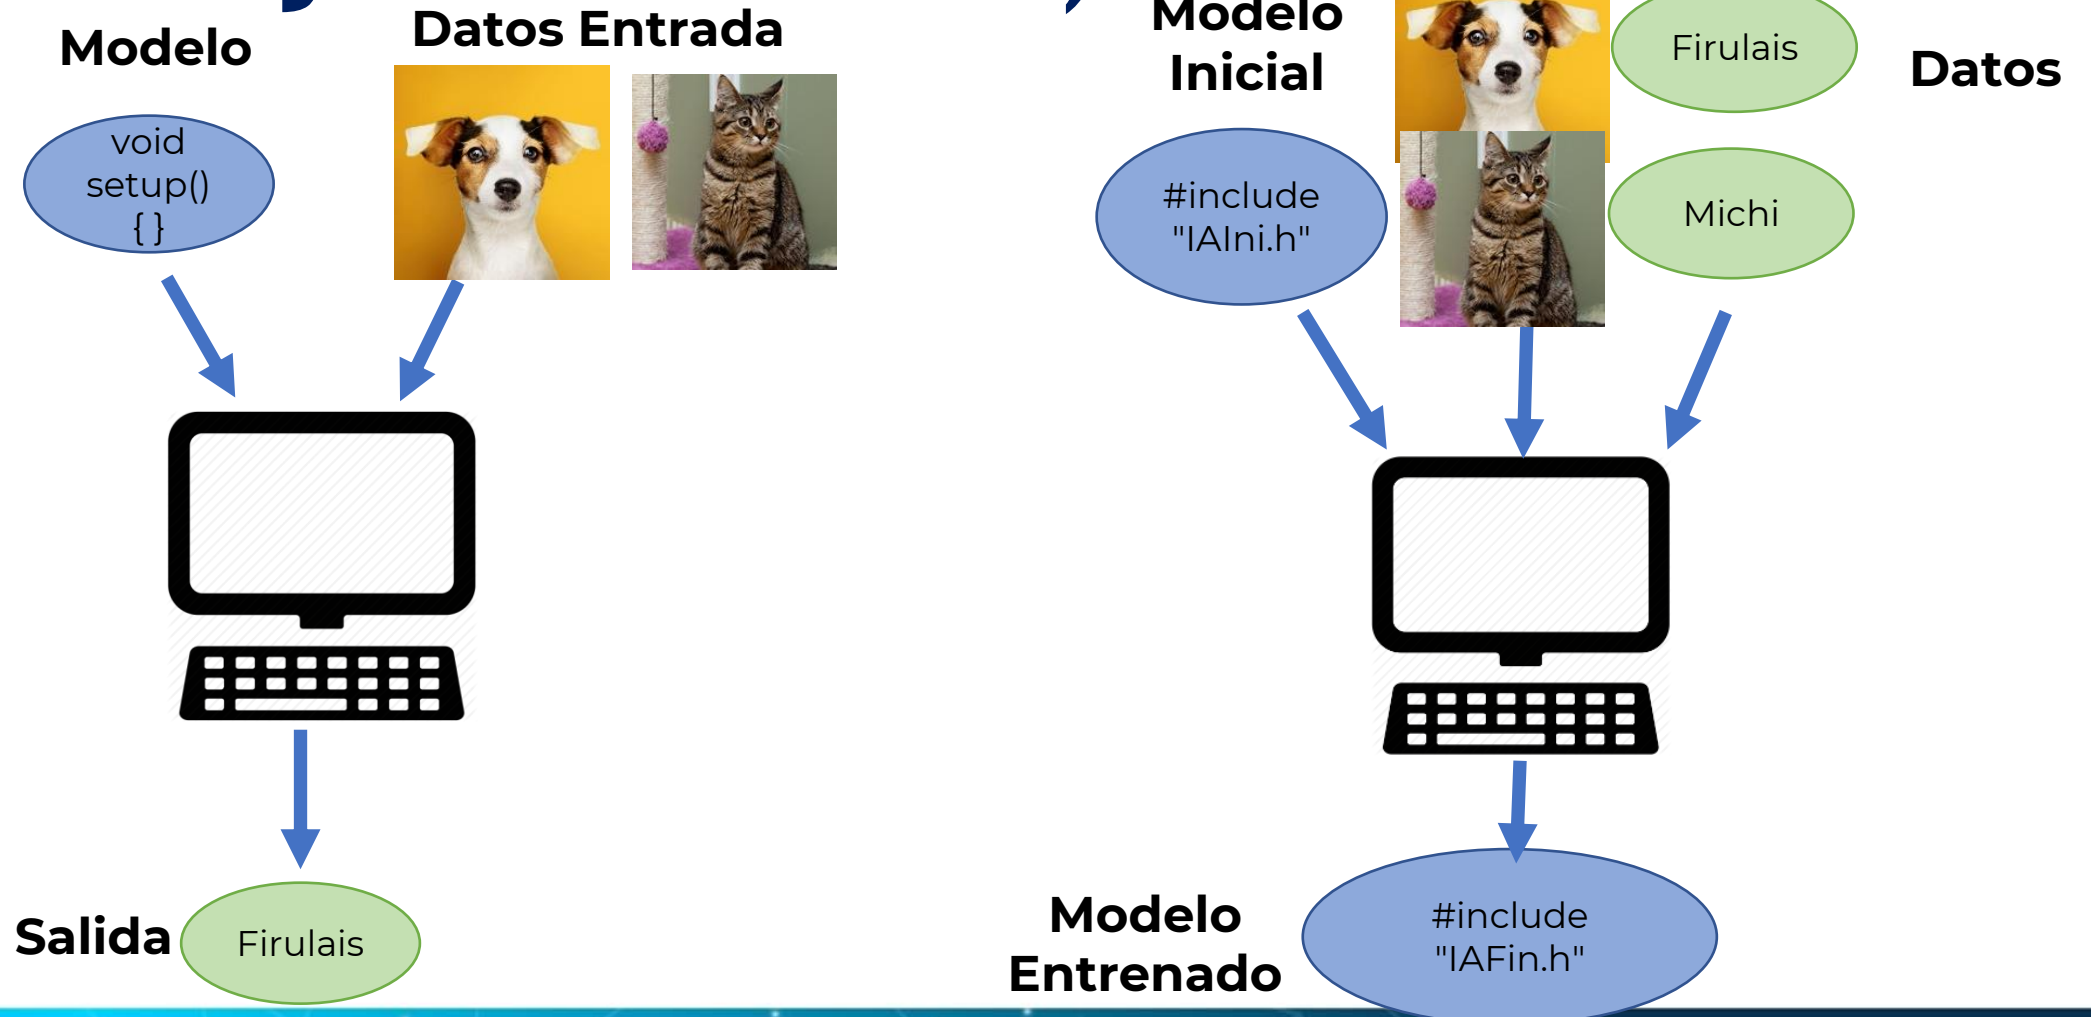 Modelo
Datos Entrada
void
setup()
{ }
Salida
Firulais
Modelo
Inicial
Firulais
Datos
#include
"IAIni.h"
Michi
Modelo
Entrenado
#include
"IAFin.h"